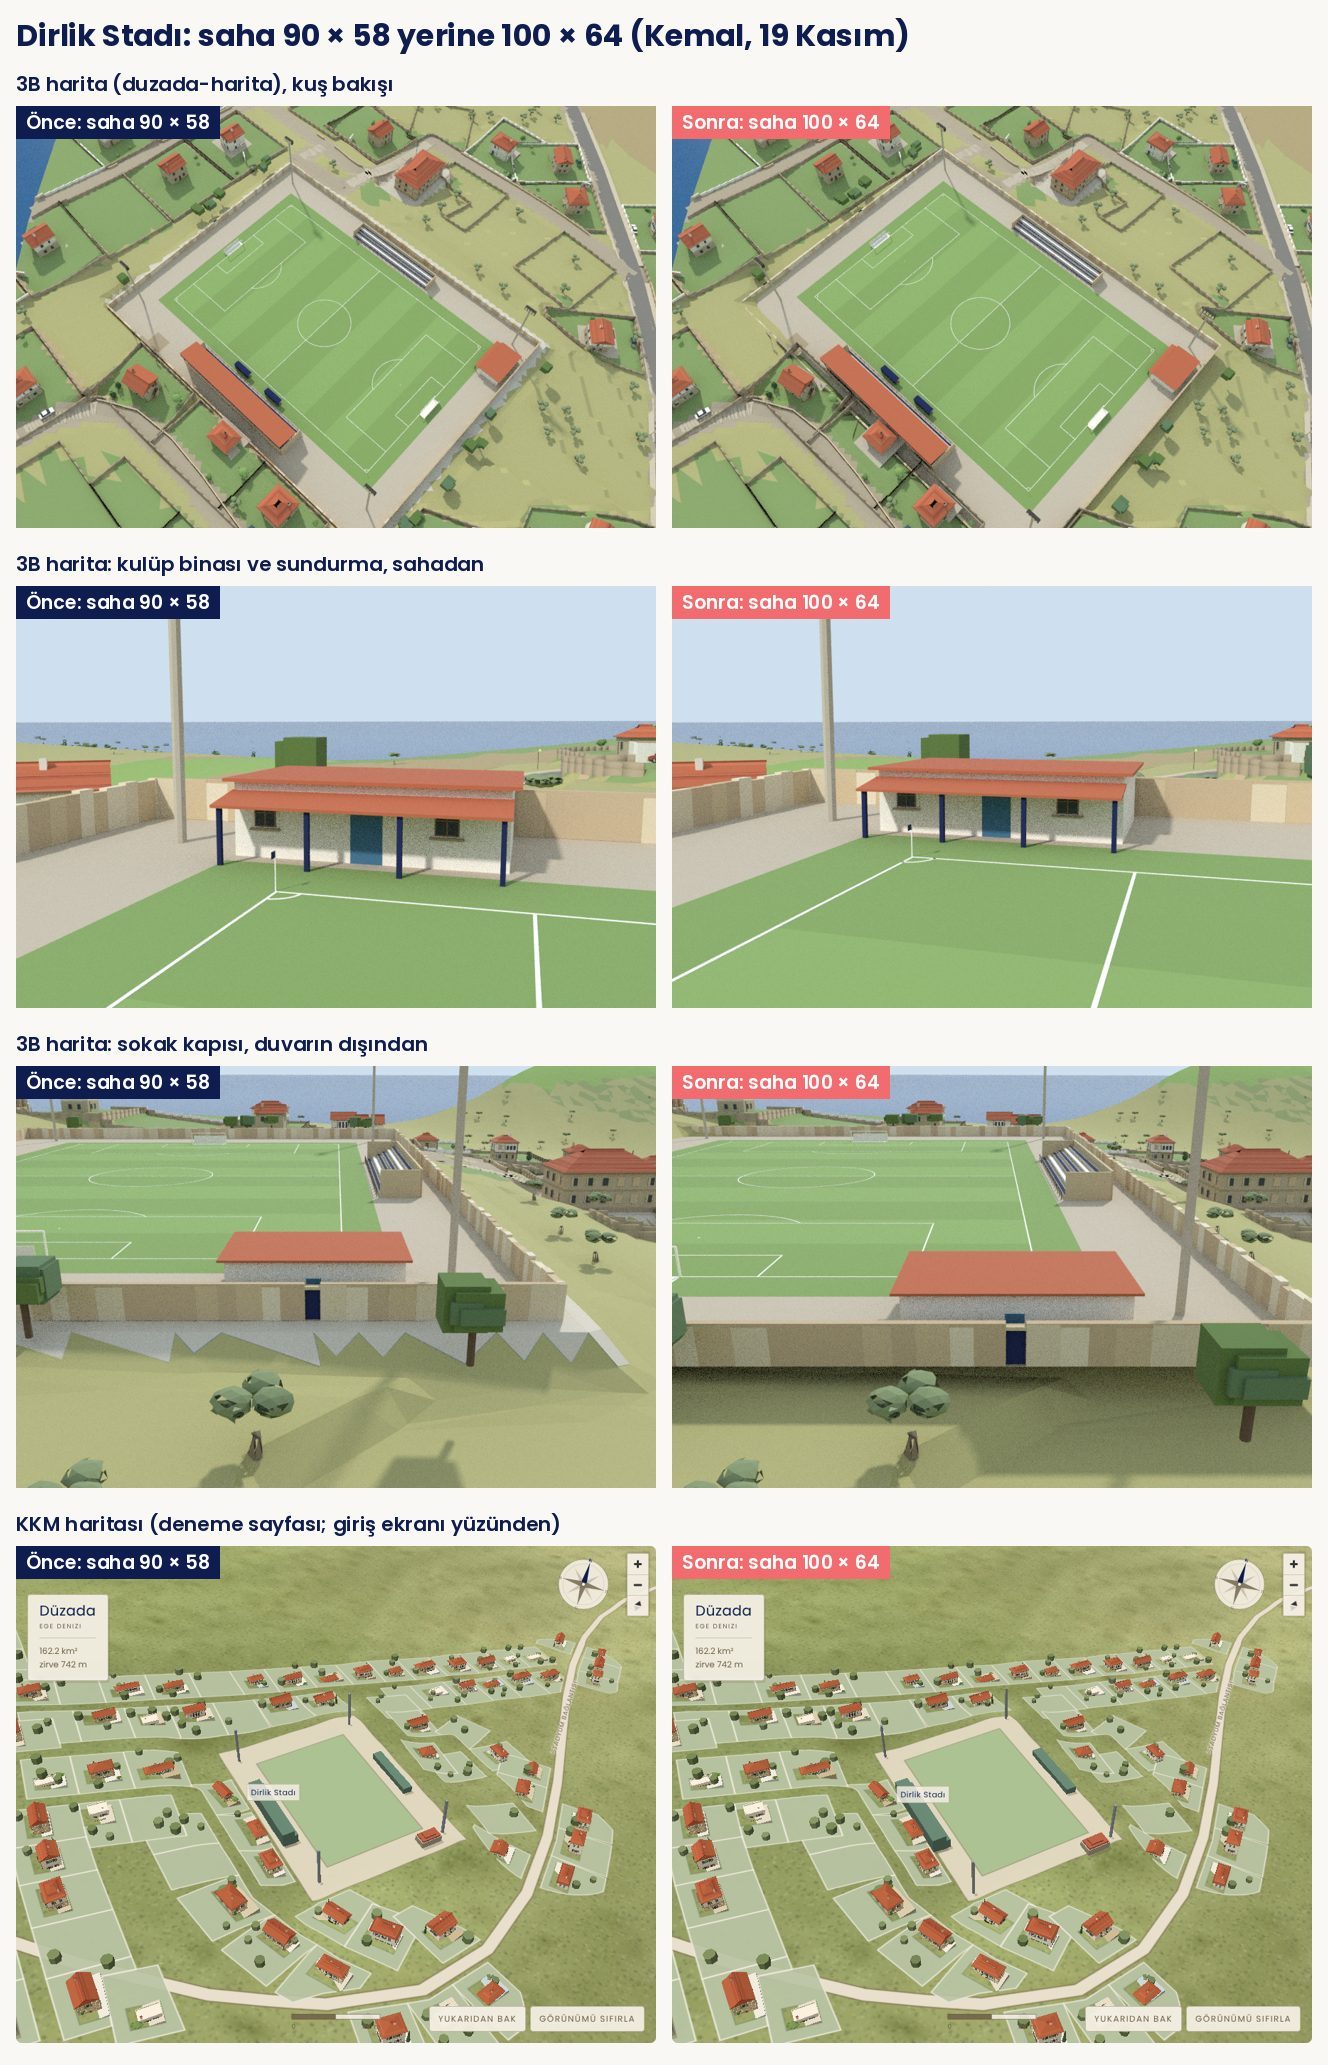 Dirlik Stadı: saha 90 × 58 yerine 100 × 64 (Kemal, 19 Kasım)
3B harita (duzada-harita), kuş bakışı
Önce: saha 90 × 58
Sonra: saha 100 × 64
3B harita: kulüp binası ve sundurma, sahadan
Önce: saha 90 × 58
Sonra: saha 100 × 64
3B harita: sokak kapısı, duvarın dışından
Önce: saha 90 × 58
Sonra: saha 100 × 64
KKM haritası (deneme sayfası; giriş ekranı yüzünden)
Önce: saha 90 × 58
Düzada
EGE DENIZI
162.2 km²
zirve 742 m
Dirlik Stadı
YUKARIDAN BAK
GÖRÜNÜMÜ SIFIRLA
Sonra: saha 100 × 64
Düzada
EGE DENIZI
162.2 km²
zirve 742 m
Dirlik Stadı
YUKARIDAN BAK
GÖRÜNÜMÜ SIFIRLA